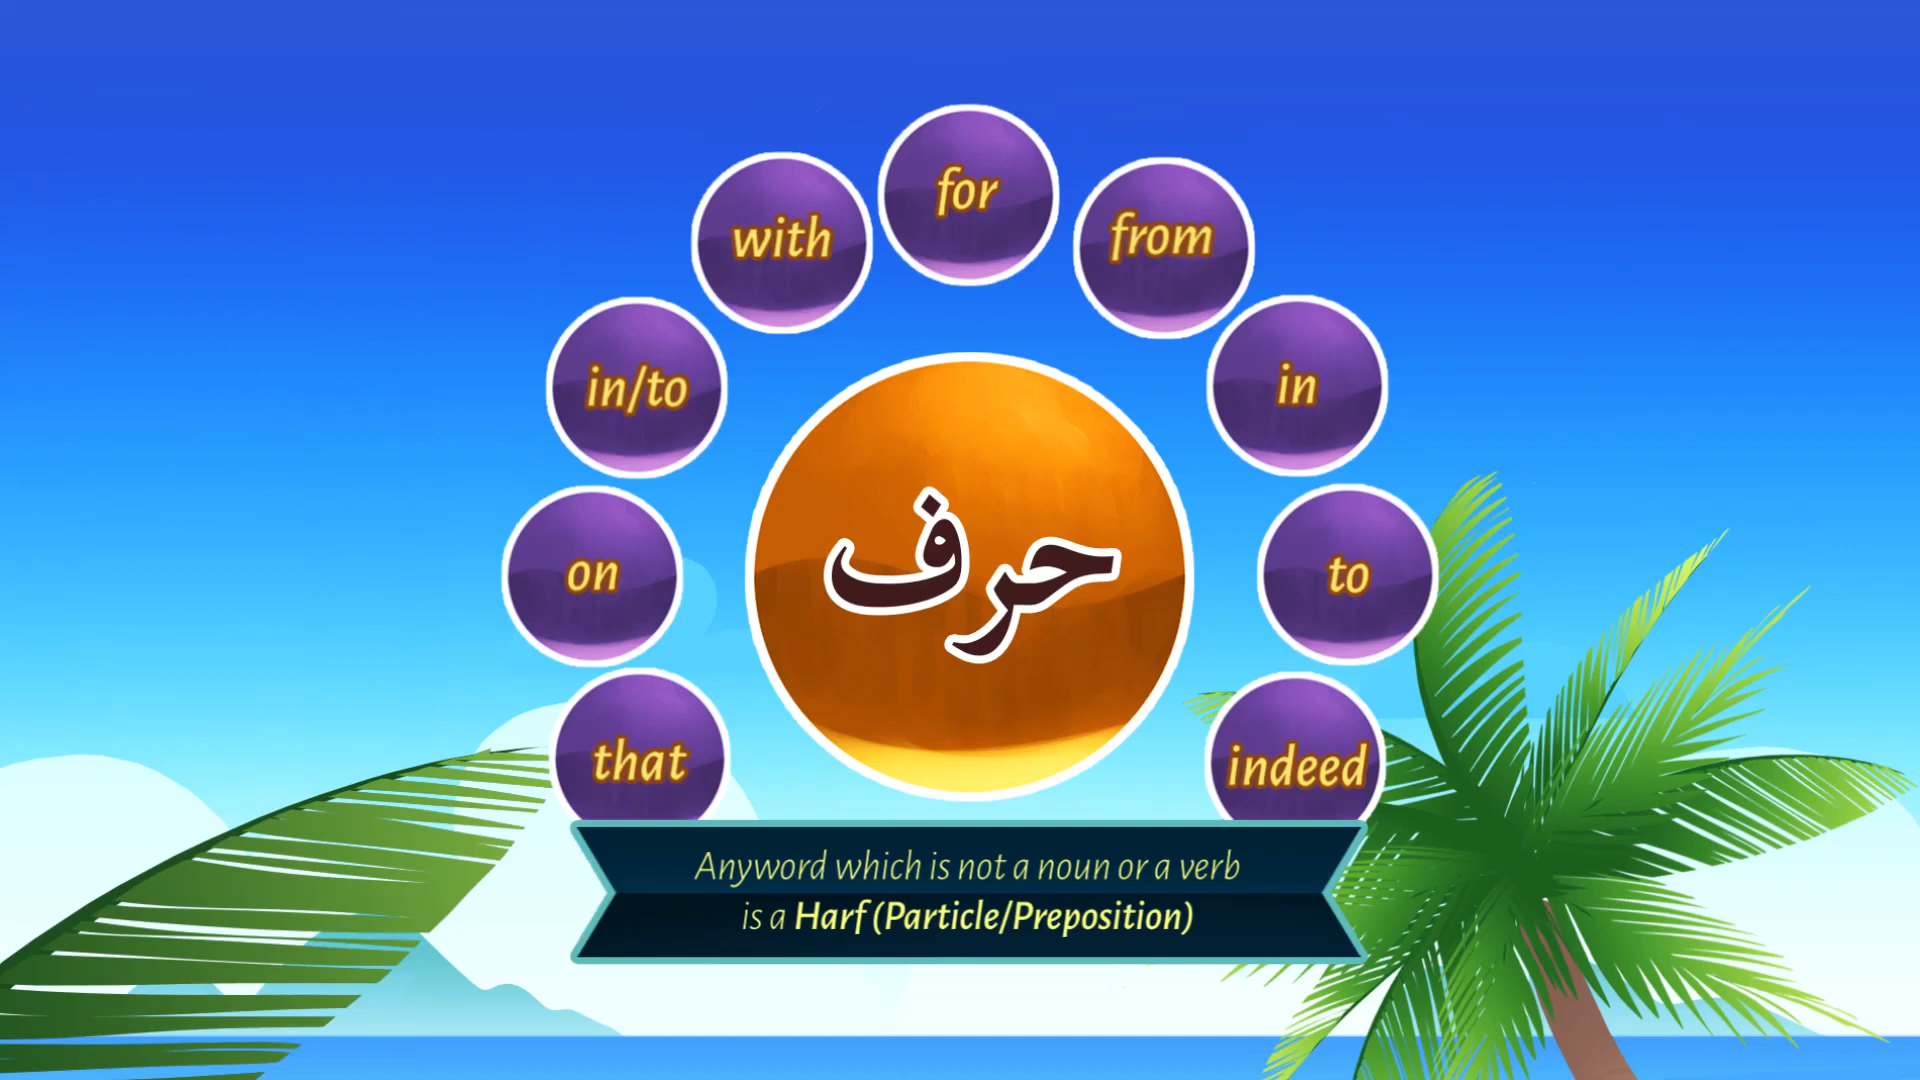 for
with
from
in/to
in
on
حرف
to
that
indeed
Anyword which is not a noun or a verb
is a Harf (Particle/Preposition)